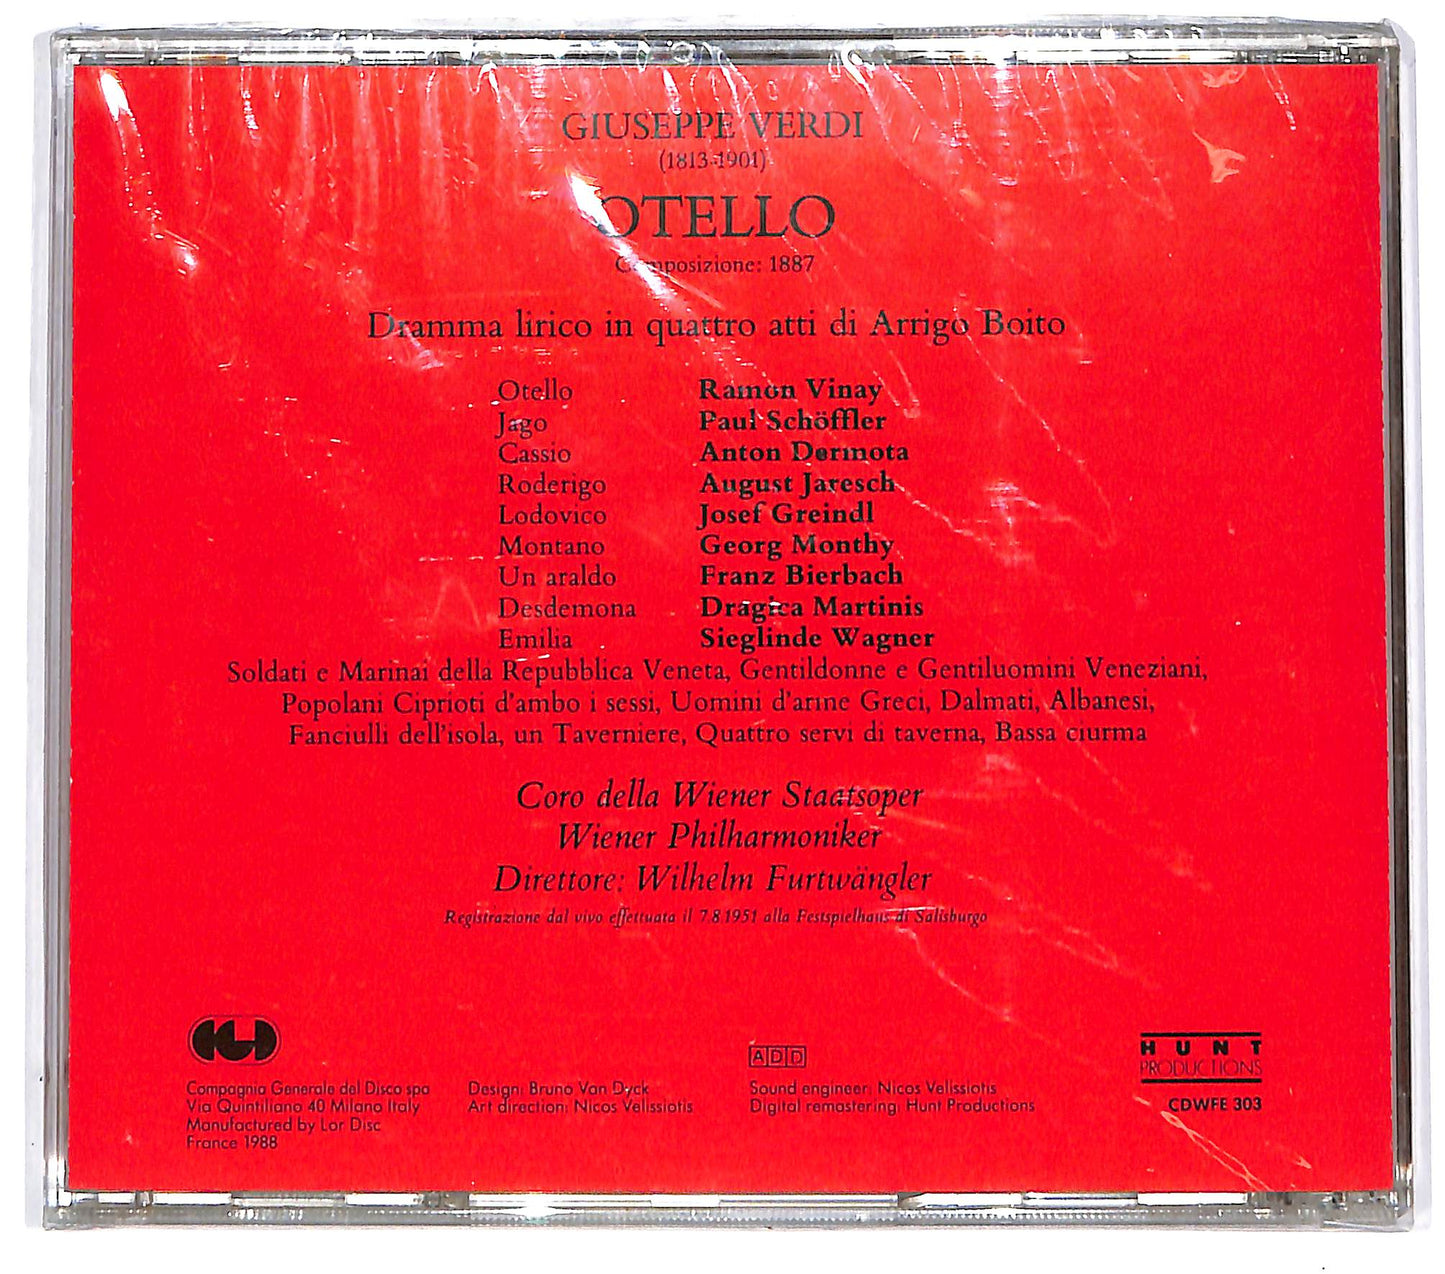 GIUSEPPE VERDI
(1813-1901)
OTELLO
Composizione: 1887
Dramma lirico in quattro atti di Arrigo Boito
Otello Ramon Vinay
Jago Paul Schöffler
Cassio Anton Dermota
Roderigo August Jaresch
Lodovico Josef Greindl
Montano Georg Monthy
Un araldo Franz Bierbach
Desdemona Dragica Martinis
Emilia Sieglinde Wagner
Soldati e Marinai della Repubblica Veneta, Gentildonne e Gentiluomini Veneziani,
Popolani Ciprioti d'ambo i sessi, Uomini d'arme Greci, Dalmati, Albanesi,
Fanciulli dell'isola, un Taverniere, Quattro servi di taverna, Bassa ciurma
Coro della Wiener Staatsoper
Wiener Philharmoniker
Direttore: Wilhelm Furtwängler
Registrazione dal vivo effettuata il 7.8.1951 alla Festspielhaus di Salisburgo
CGD
Compagnia Generale del Disco spa
Via Quintiliano 40 Milano Italy
Manufactured by Lor Disc
France 1988
Design: Bruno Van Dyck
Art direction: Nicos Velissiotis
ADD
Sound engineer: Nicos Velissiotis
Digital remastering: Hunt Productions
HUNT
PRODUCTIONS
CDWFE 303